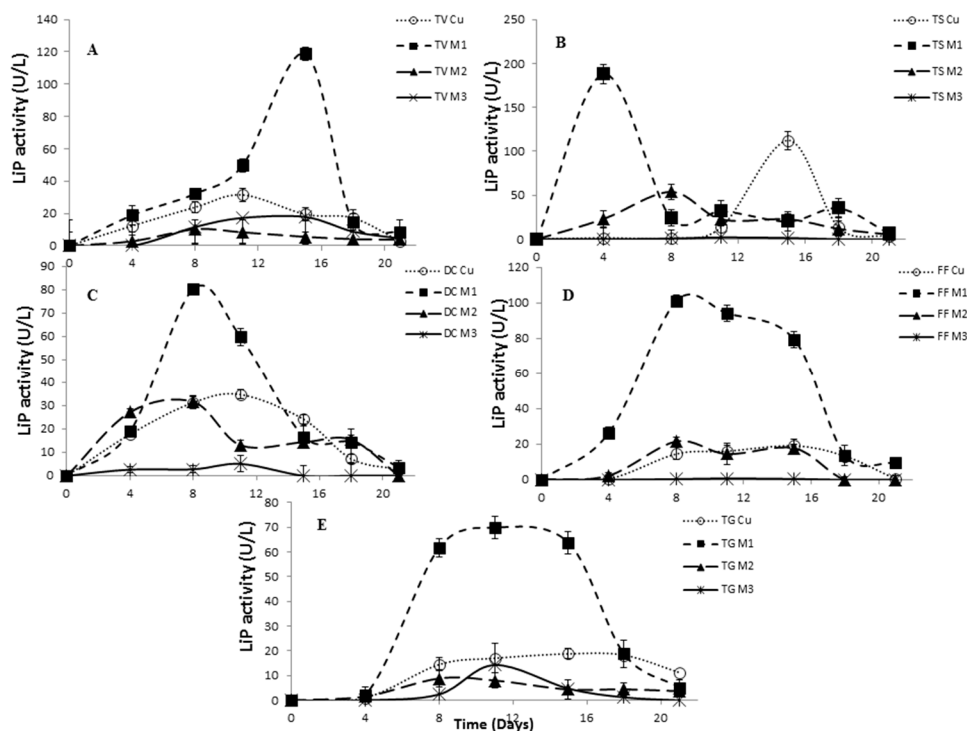 A
LiP activity (U/L)
140
120
100
80
60
40
20
0
0 4 8 12 16 20
TV Cu
TV M1
TV M2
TV M3
B
LiP activity (U/L)
250
200
150
100
50
0
0 4 8 12 16 20
TS Cu
TS M1
TS M2
TS M3
C
LiP activity (U/L)
90
80
70
60
50
40
30
20
10
0
0 4 8 12 16 20
DC Cu
DC M1
DC M2
DC M3
D
LiP activity (U/L)
120
100
80
60
40
20
0
0 4 8 12 16 20
FF Cu
FF M1
FF M2
FF M3
E
LiP activity (U/L)
70
60
50
40
30
20
10
0
0 4 8 12 16 20
Time (Days)
TG Cu
TG M1
TG M2
TG M3